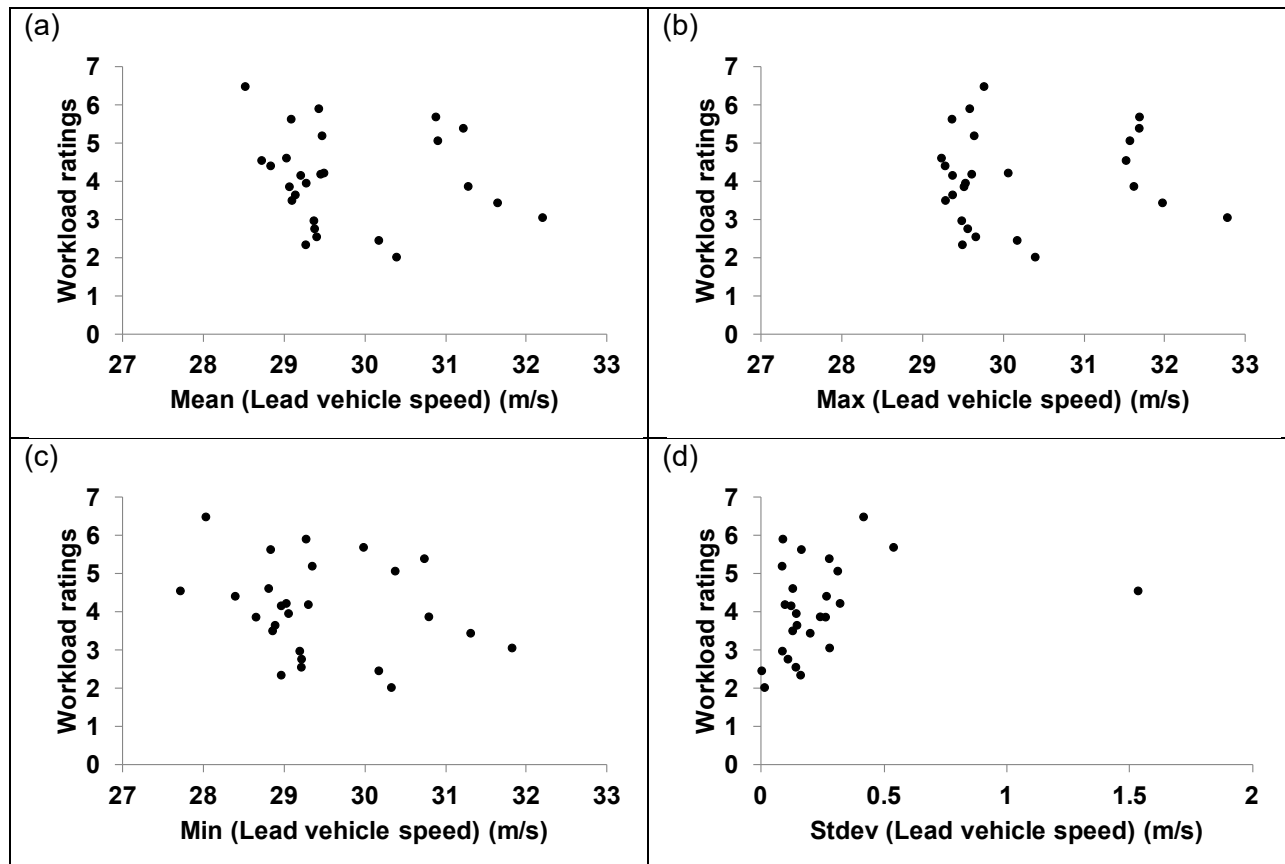 (a)
Workload ratings
7
6
5
4
3
2
1
0
27 28 29 30 31 32 33
Mean (Lead vehicle speed) (m/s)
(b)
Workload ratings
7
6
5
4
3
2
1
0
27 28 29 30 31 32 33
Max (Lead vehicle speed) (m/s)
(c)
Workload ratings
7
6
5
4
3
2
1
0
27 28 29 30 31 32 33
Min (Lead vehicle speed) (m/s)
(d)
Workload ratings
7
6
5
4
3
2
1
0
0 0.5 1 1.5 2
Stdev (Lead vehicle speed) (m/s)